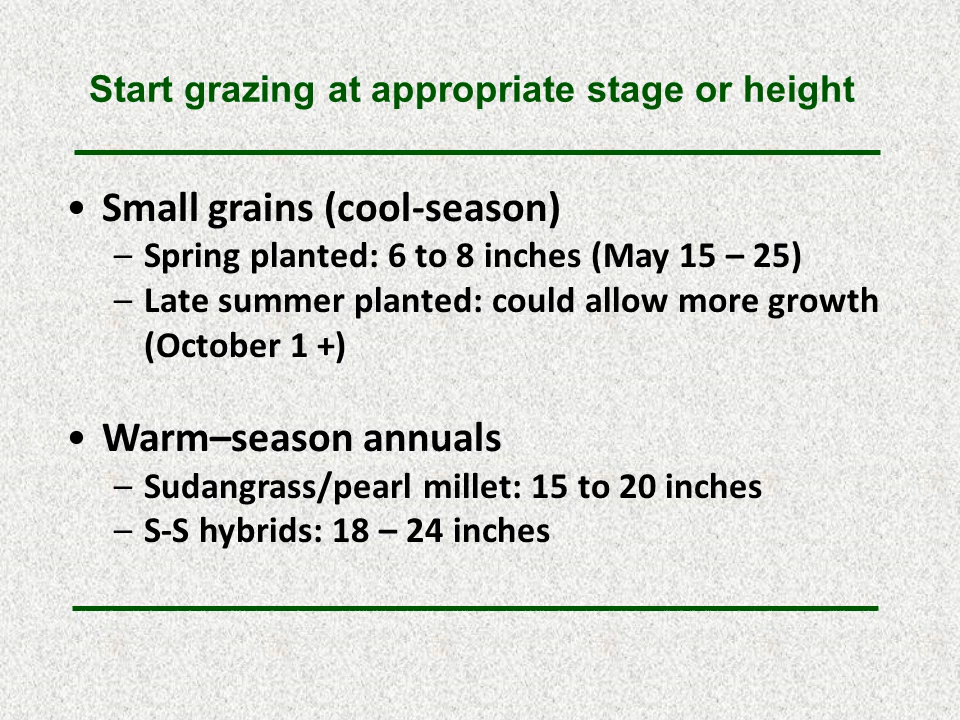 Start grazing at appropriate stage or height
• Small grains (cool-season)
– Spring planted: 6 to 8 inches (May 15 – 25)
– Late summer planted: could allow more growth
(October 1 +)
• Warm–season annuals
– Sudangrass/pearl millet: 15 to 20 inches
– S-S hybrids: 18 – 24 inches